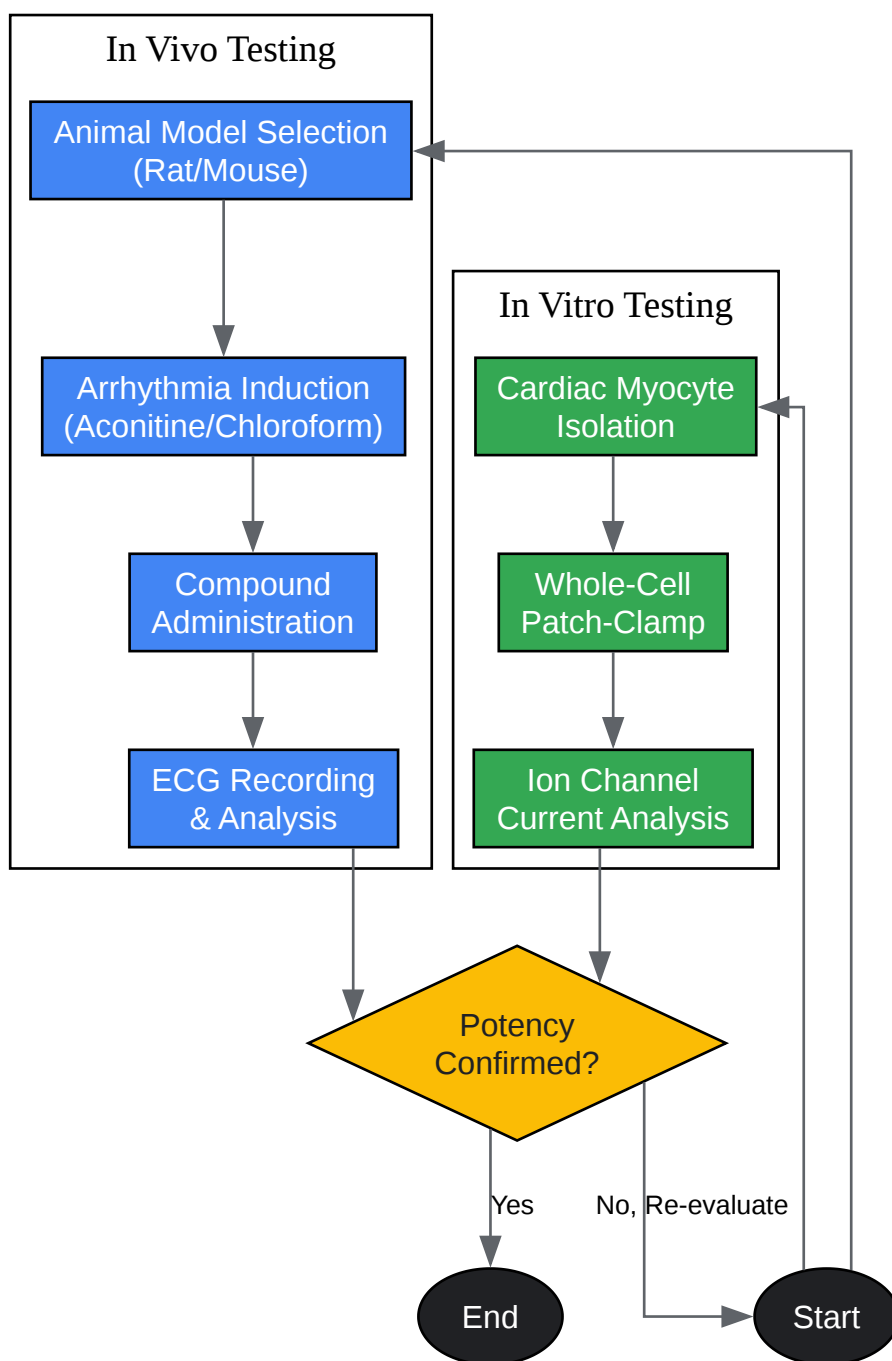 In Vivo Testing
Animal Model Selection
(Rat/Mouse)
Arrhythmia Induction
(Aconitine/Chloroform)
Compound
Administration
ECG Recording
& Analysis
In Vitro Testing
Cardiac Myocyte
Isolation
Whole-Cell
Patch-Clamp
Ion Channel
Current Analysis
Potency
Confirmed?
Yes
No, Re-evaluate
End
Start